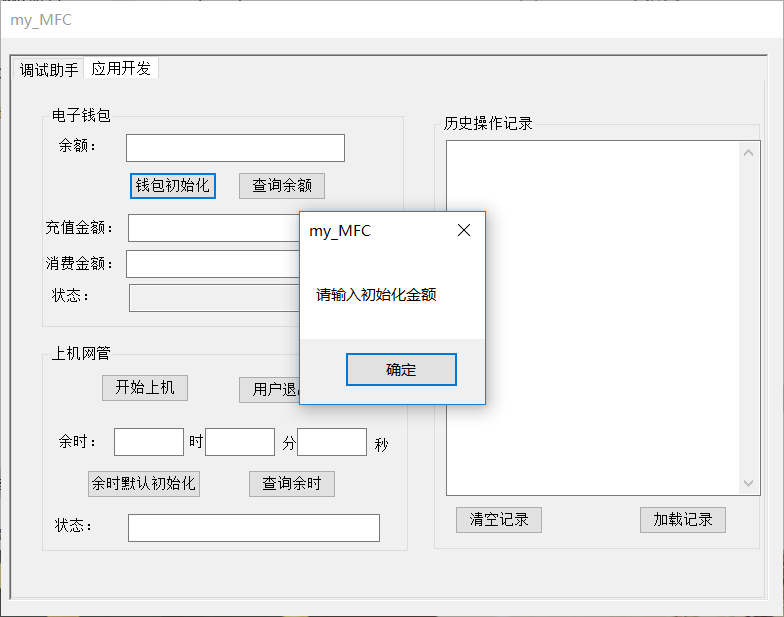 my_MFC
调试助手 应用开发
电子钱包
余额：
钱包初始化 查询余额
充值金额：
消费金额：
状态：
上机网管
开始上机 用户退
余时： 时 分 秒
余时默认初始化 查询余时
状态：
历史操作记录
清空记录 加载记录
my_MFC
请输入初始化金额
确定